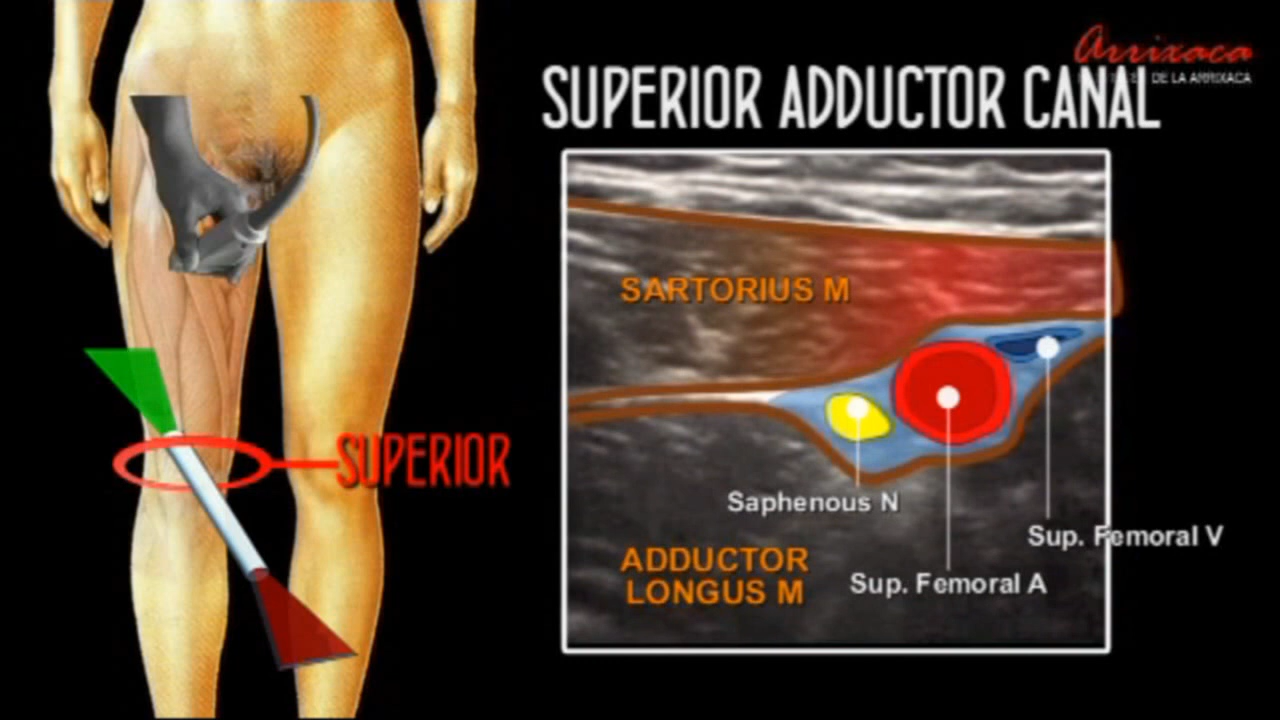 Arrixaca
DE LA ARRIXACA
SUPERIOR ADDUCTOR CANAL
SARTORIUS M
SUPERIOR
Saphenous N
Sup. Femoral V
ADDUCTOR
LONGUS M
Sup. Femoral A